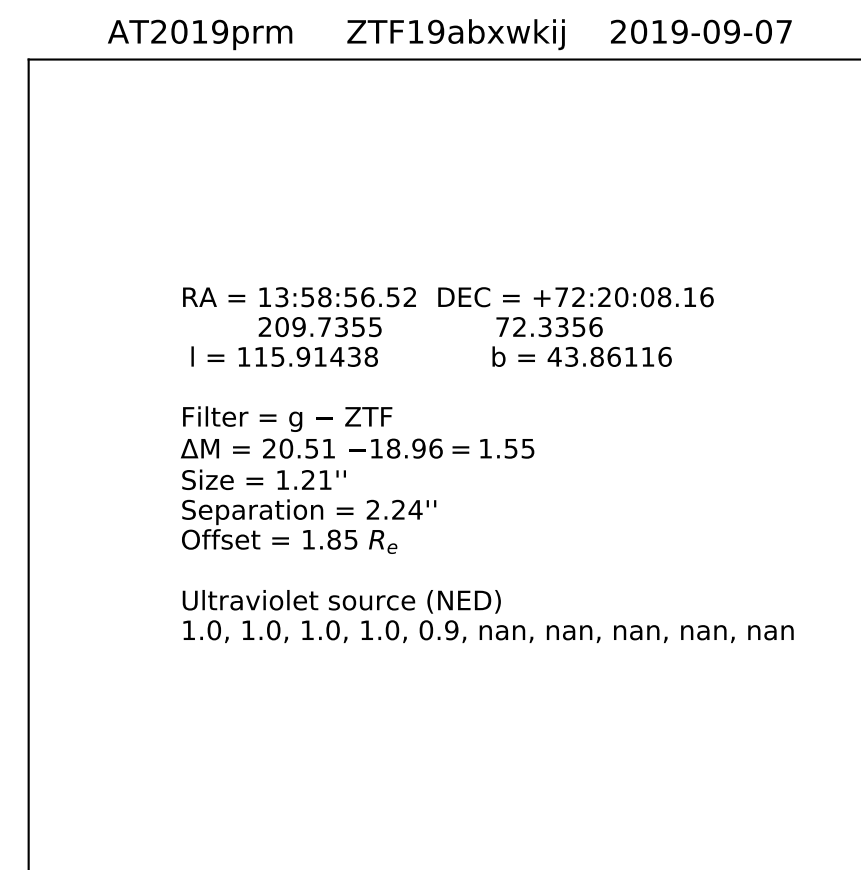 AT2019prm ZTF19abxwkij 2019-09-07
RA = 13:58:56.52 DEC = +72:20:08.16
209.7355 72.3356
l = 115.91438 b = 43.86116
Filter = g − ZTF
ΔM = 20.51 −18.96 = 1.55
Size = 1.21''
Separation = 2.24''
Offset = 1.85 Rₑ
Ultraviolet source (NED)
1.0, 1.0, 1.0, 1.0, 0.9, nan, nan, nan, nan, nan